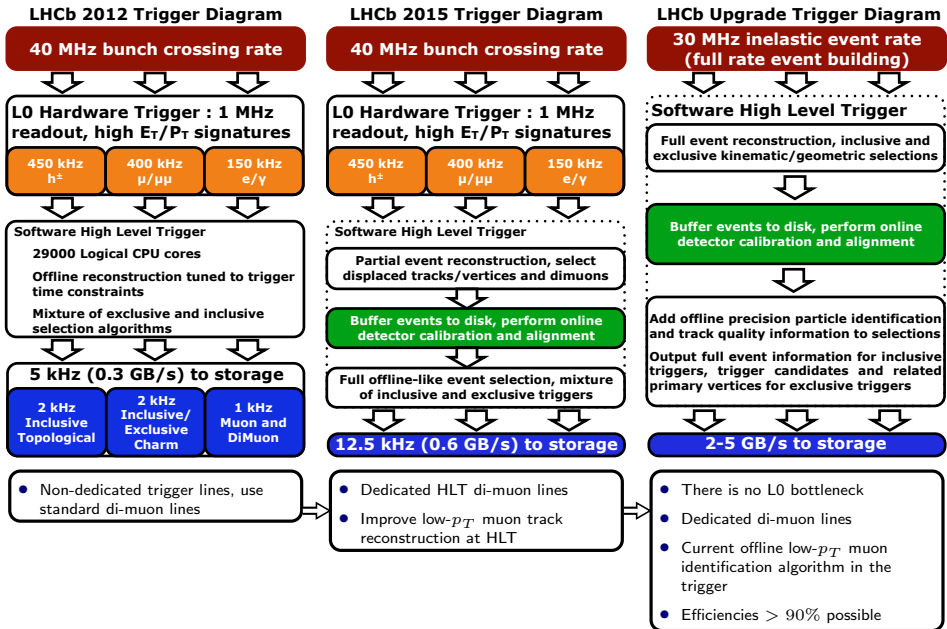 LHCb 2012 Trigger Diagram
40 MHz bunch crossing rate
L0 Hardware Trigger : 1 MHz
readout, high ET/PT signatures
450 kHz
h±
400 kHz
µ/µµ
150 kHz
e/γ
Software High Level Trigger
29000 Logical CPU cores
Offline reconstruction tuned to trigger
time constraints
Mixture of exclusive and inclusive
selection algorithms
5 kHz (0.3 GB/s) to storage
2 kHz
Inclusive
Topological
2 kHz
Inclusive/
Exclusive
Charm
1 kHz
Muon and
DiMuon
• Non-dedicated trigger lines, use
standard di-muon lines
LHCb 2015 Trigger Diagram
40 MHz bunch crossing rate
L0 Hardware Trigger : 1 MHz
readout, high ET/PT signatures
450 kHz
h±
400 kHz
µ/µµ
150 kHz
e/γ
Software High Level Trigger
Partial event reconstruction, select
displaced tracks/vertices and dimuons
Buffer events to disk, perform online
detector calibration and alignment
Full offline-like event selection, mixture
of inclusive and exclusive triggers
12.5 kHz (0.6 GB/s) to storage
• Dedicated HLT di-muon lines
• Improve low-pT muon track
reconstruction at HLT
LHCb Upgrade Trigger Diagram
30 MHz inelastic event rate
(full rate event building)
Software High Level Trigger
Full event reconstruction, inclusive and
exclusive kinematic/geometric selections
Buffer events to disk, perform online
detector calibration and alignment
Add offline precision particle identification
and track quality information to selections
Output full event information for inclusive
triggers, trigger candidates and related
primary vertices for exclusive triggers
2-5 GB/s to storage
• There is no L0 bottleneck
• Dedicated di-muon lines
• Current offline low-pT muon
identification algorithm in the
trigger
• Efficiencies > 90% possible